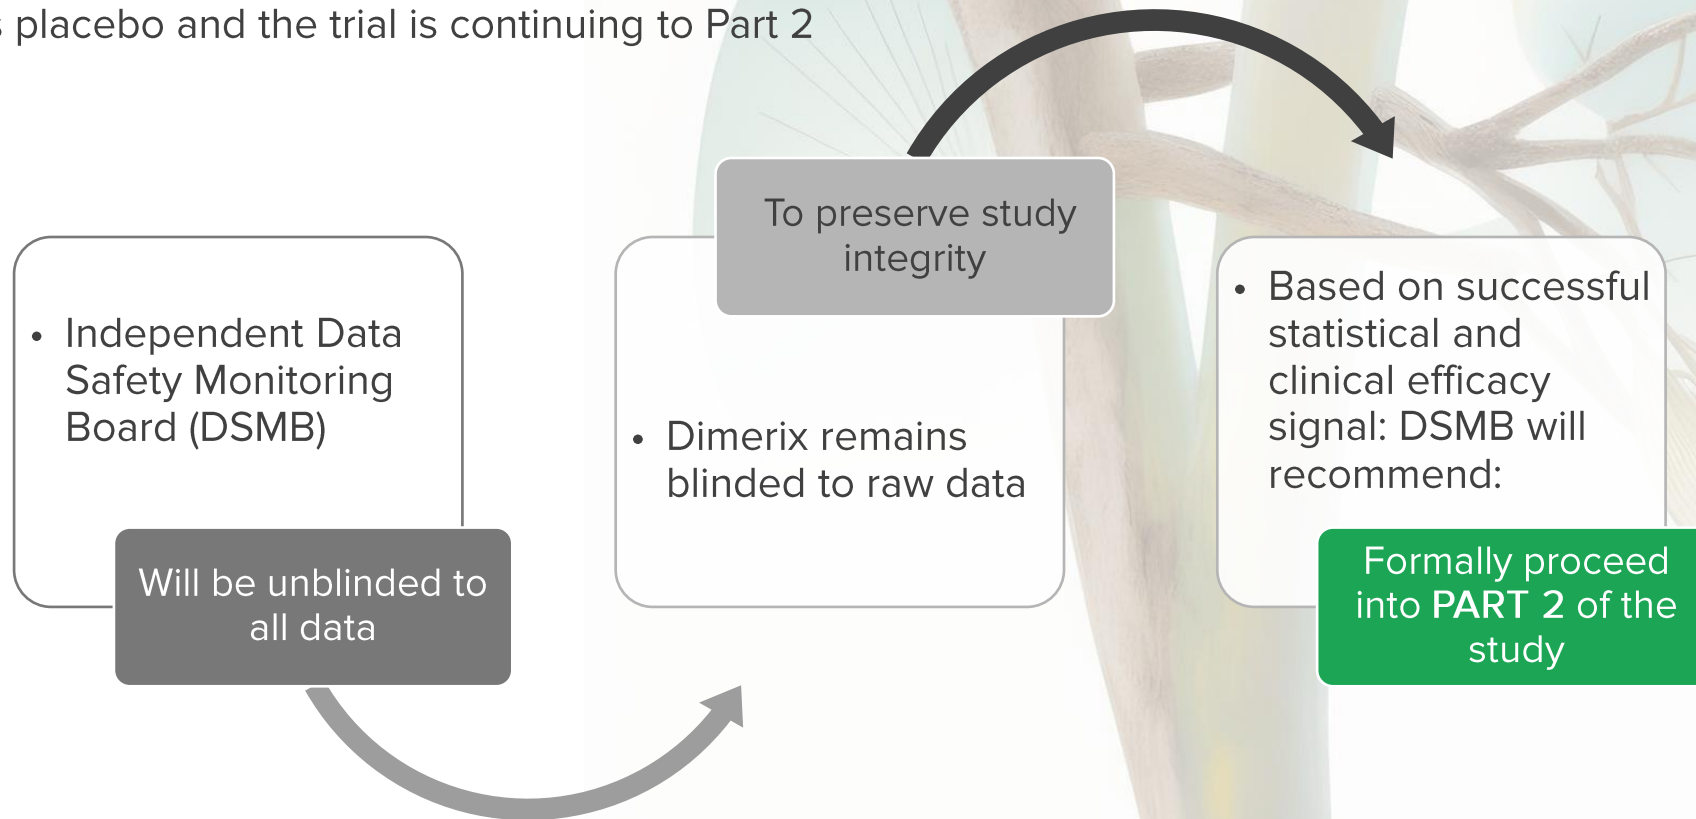 placebo and the trial is continuing to Part 2
• Independent Data
Safety Monitoring
Board (DSMB)
Will be unblinded to
all data
To preserve study
integrity
• Dimerix remains
blinded to raw data
• Based on successful
statistical and
clinical efficacy
signal: DSMB will
recommend:
Formally proceed
into PART 2 of the
study